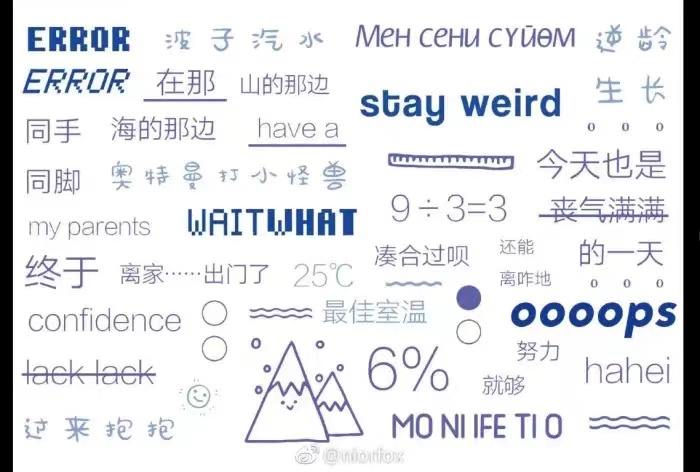 ERROR
波子汽水
Мен сени сүйөм
逆龄
ERROR
在那
山的那边
stay weird
生长
同手
海的那边
have a
今天也是
同脚
奥特曼打小怪兽
9÷3=3
丧气满满
my parents
WAITWHAT
凑合过呗
还能
的一天
终于
离家……出门了
25℃
离咋地
confidence
最佳室温
oooops
lack lack
6%
努力
hahei
就够
过来抱抱
MO NI IFE TI O
@niorfox